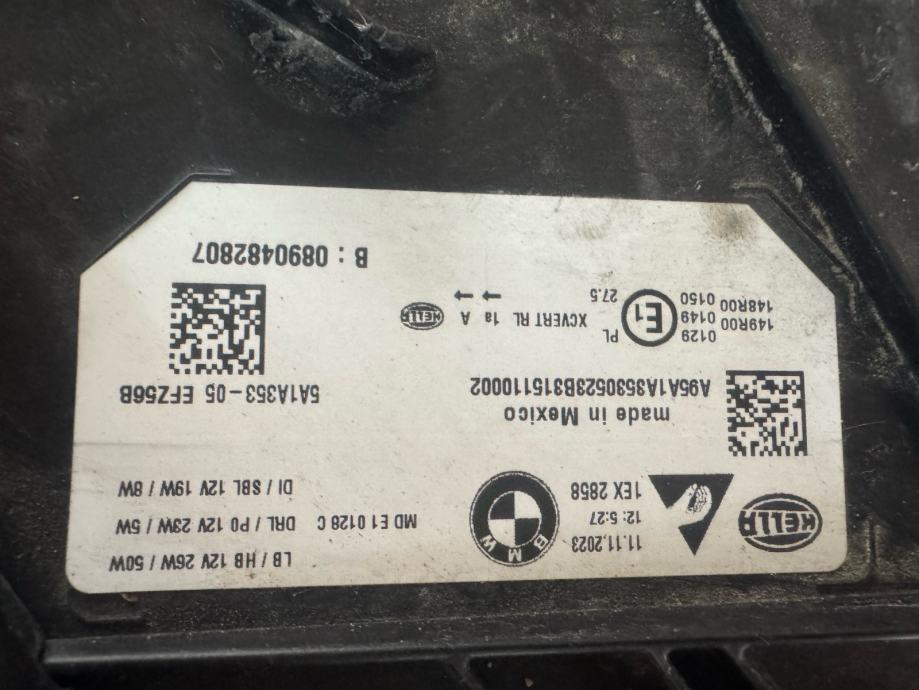 HELLA
11.11.2023
12:5:27
1EX 2858
BMW
MD E1 0128 C
LB / HB 12V 26W / 50W
DRL / PO 12V 23W / 5W
DI / SBL 12V 19W / 8W
made in Mexico
A95A1A3530523B315110002
5A1A353-05 EFZ56B
0129
149R00 0149
148R00 0150
E1
PL
27.5
XCVERT RL 1a A
HELLA
B : 0890482807